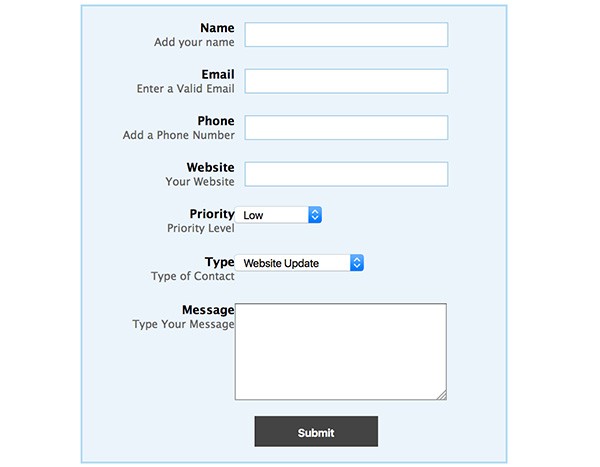 Name
Add your name
Email
Enter a Valid Email
Phone
Add a Phone Number
Website
Your Website
Priority
Low
Priority Level
Type
Website Update
Type of Contact
Message
Type Your Message
Submit